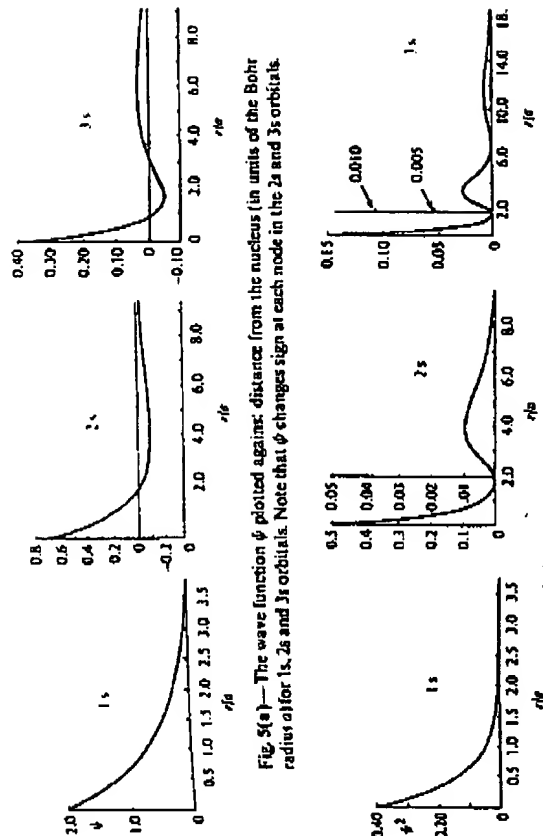 2.0
ψ
1.0
0
1s
0.5 1.0 1.5 2.0 2.5 3.0 3.5
r/a
0.8
0.6
0.4
0.2
0
2s
2.0 4.0 6.0 8.0
r/a
0.40
0.20
0.10
0
-0.10
3s
0 2.0 4.0 6.0 8.0
r/a
Fig. 5(a)—The wave function ψ plotted against distance from the nucleus (in units of the Bohr
radius a) for 1s, 2s and 3s orbitals. Note that ψ changes sign at each node in the 2s and 3s orbitals.
0.40
ψ²
0.20
0
1s
0.5 1.0 1.5 2.0 2.5 3.0 3.5
r/a
0.5
0.4
0.3
0.2
0.1
0
0.05
0.04
0.03
0.02
.01
2s
2.0 4.0 6.0 8.0
r/a
0.15
0.10
0.05
0
0.010
0.005
3s
2.0 6.0 10.0 14.0 18.
r/a